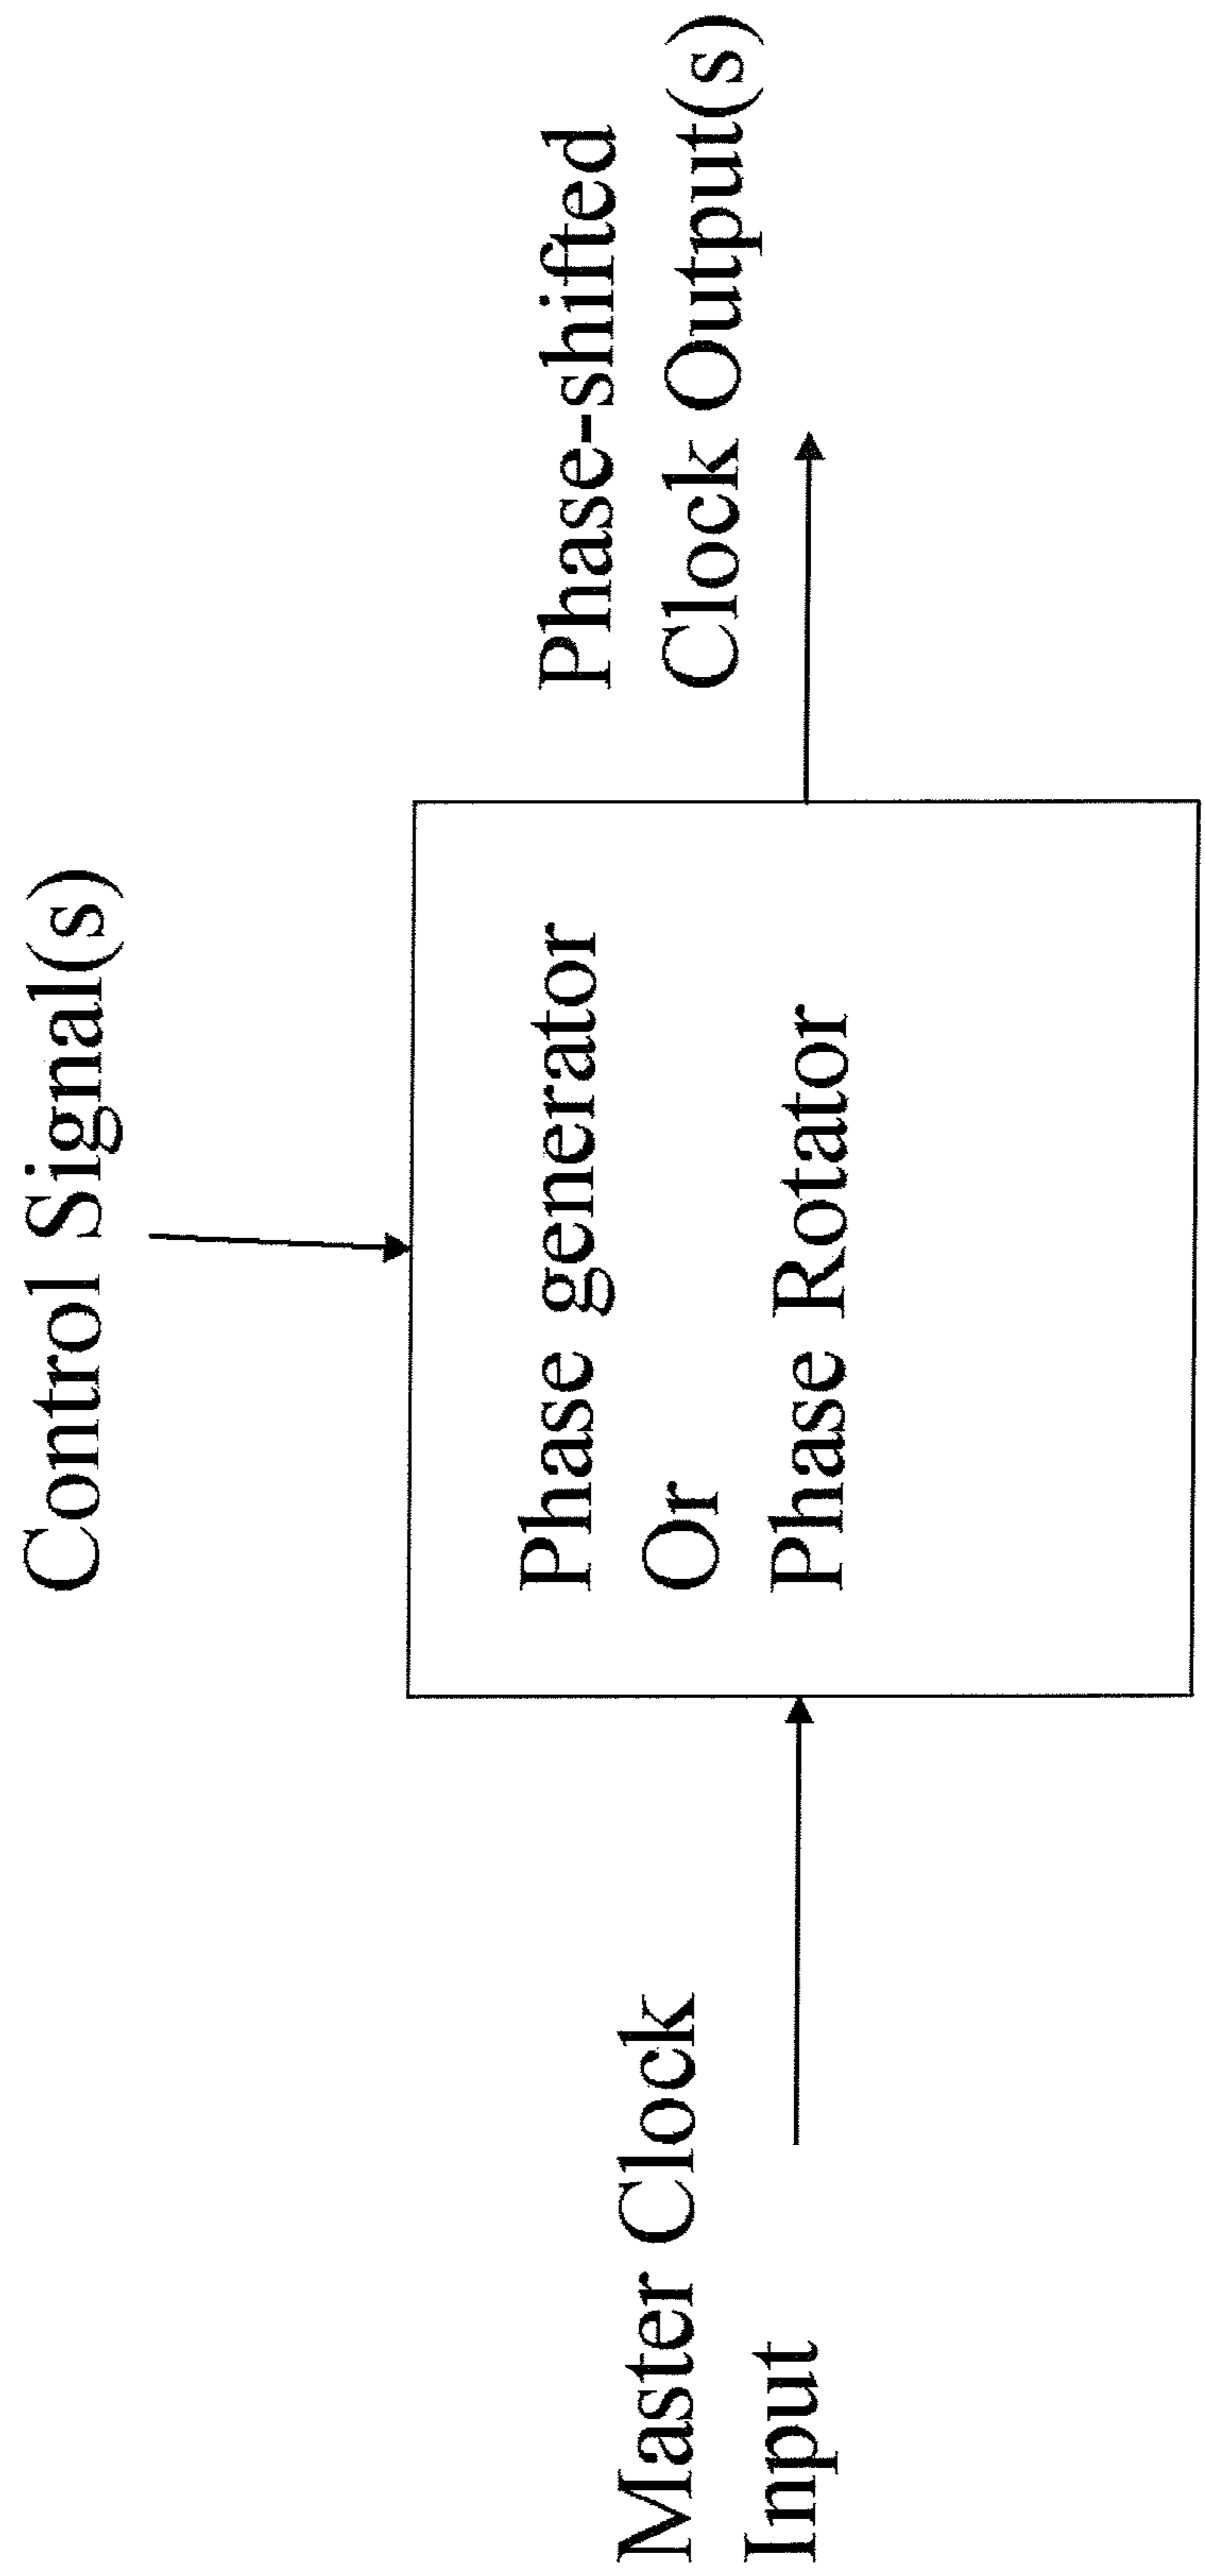 Control Signal(s)
Master Clock
Input
Phase generator
Or
Phase Rotator
Phase-shifted
Clock Output(s)